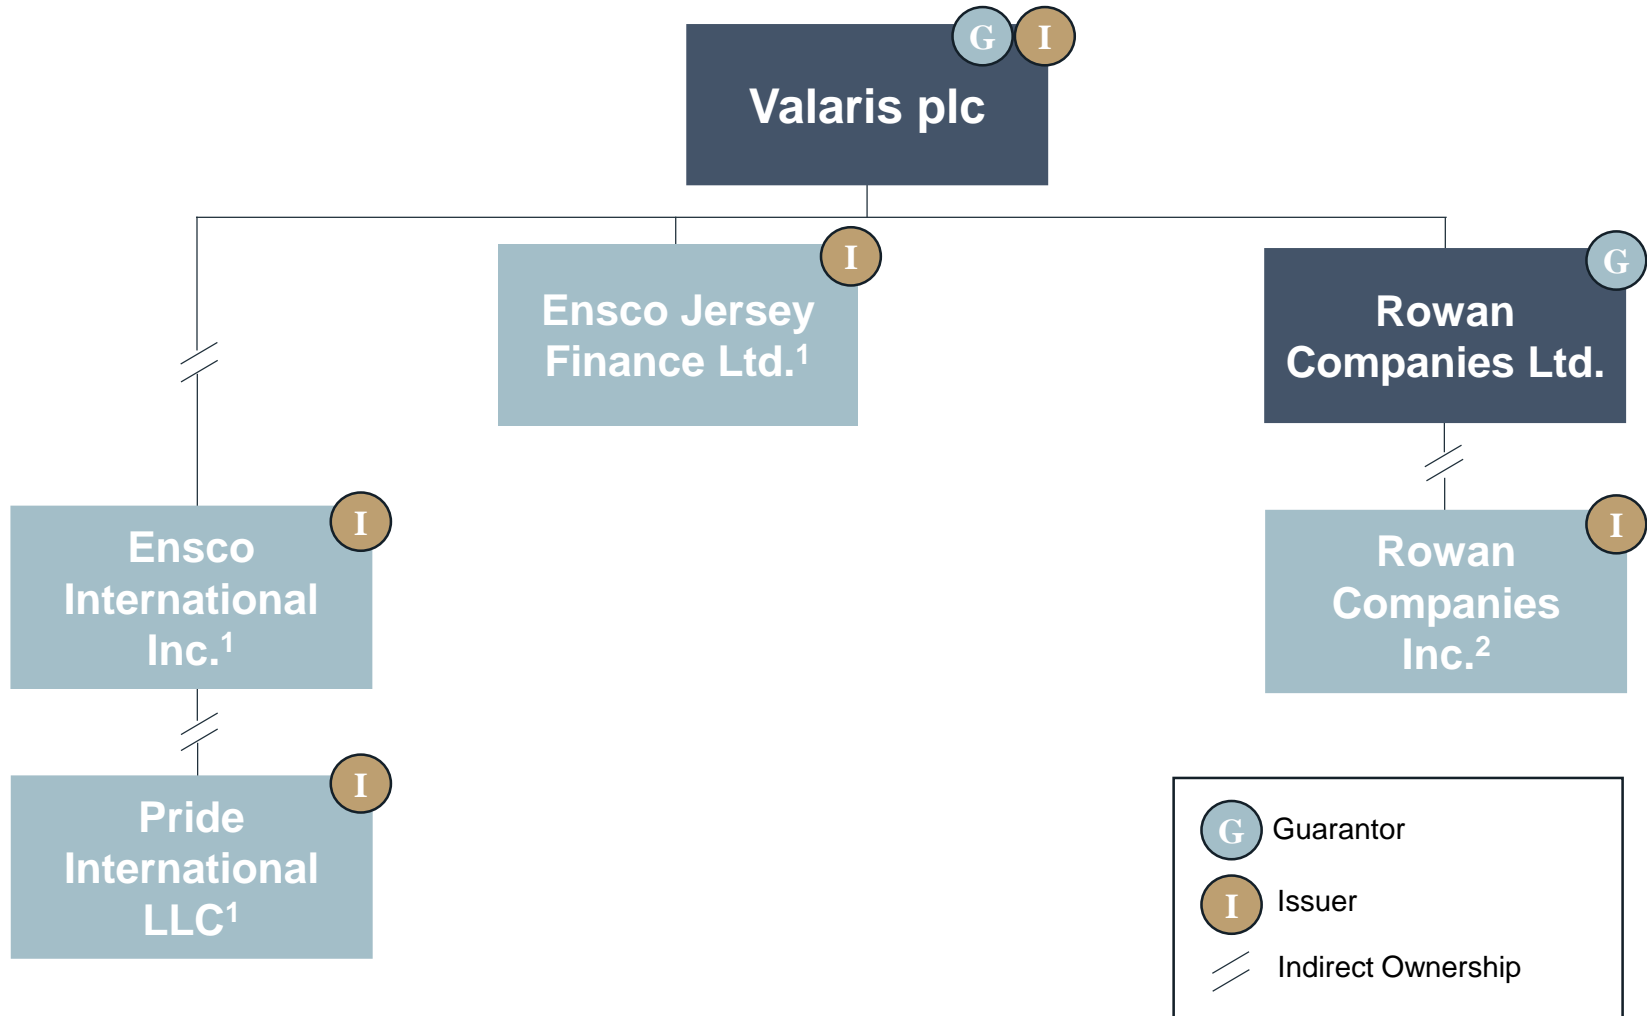 G I
Valaris plc
I
Ensco Jersey
Finance Ltd.1
G
Rowan
Companies Ltd.
I
Ensco
International
Inc.1
I
Rowan
Companies
Inc.2
I
Pride
International
LLC1
G Guarantor
I Issuer
Indirect Ownership